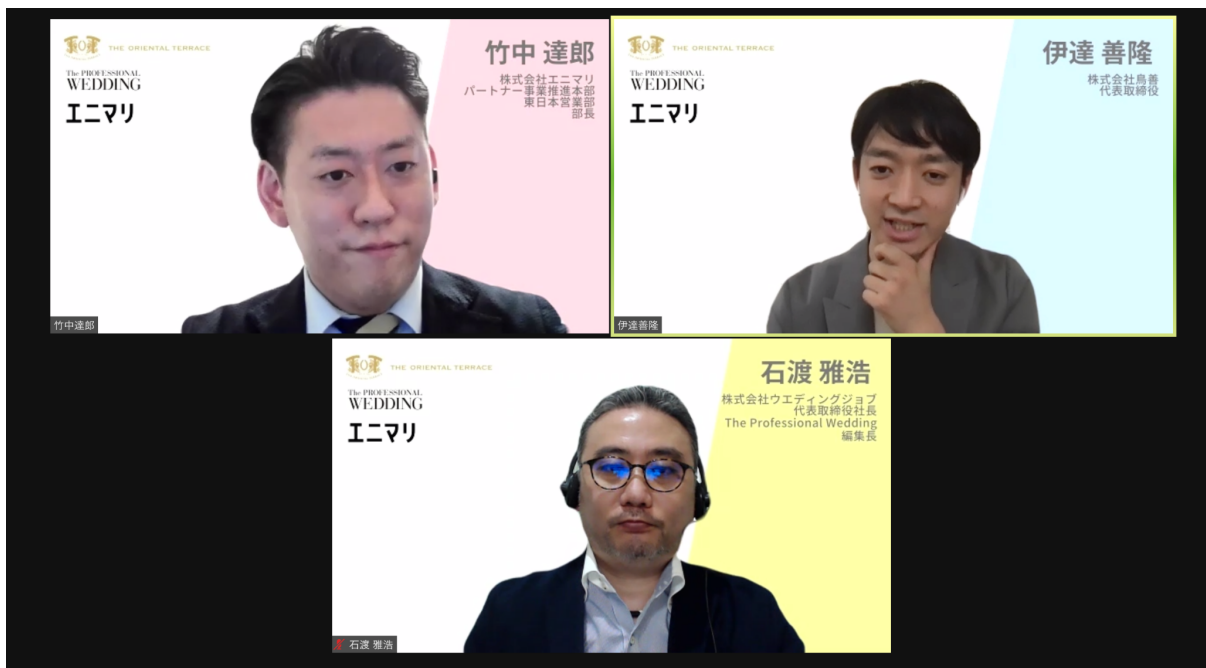 THE ORIENTAL TERRACE
The PROFESSIONAL
WEDDING
エニマリ
竹中 達郎
株式会社エニマリ
パートナー事業推進本部
東日本営業部
部長
竹中達郎
THE ORIENTAL TERRACE
The PROFESSIONAL
WEDDING
エニマリ
伊達 善隆
株式会社鳥善
代表取締役
伊達善隆
THE ORIENTAL TERRACE
The PROFESSIONAL
WEDDING
エニマリ
石渡 雅浩
株式会社ウエディングジョブ
代表取締役社長
The Professional Wedding
編集長
石渡 雅浩